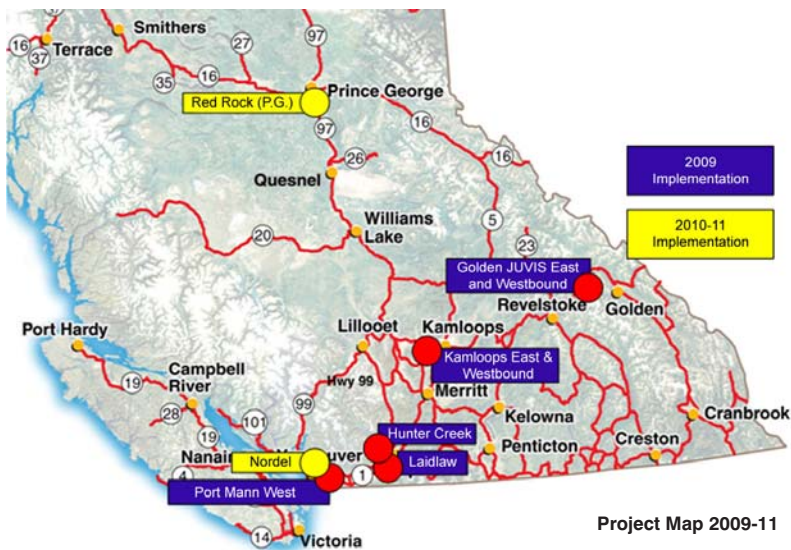 97
Smithers
16
Terrace
37
27
35
16
Prince George
Red Rock (P.G.)
97
16
16
26
Quesnel
2009
Implementation
2010-11
Implementation
Williams
Lake
20
5
23
Golden JUVIS East
and Westbound
Golden
Revelstoke
Port Hardy
Lillooet
Kamloops
Kamloops East &
Westbound
Campbell
River
19
Hwy 99
Merritt
28
101
99
Kelowna
Cranbrook
Hunter Creek
19
Nanai
V
uver
Nordel
Laidlaw
Penticton
Creston
4
Port Mann West
1
14
Victoria
Project Map 2009-11